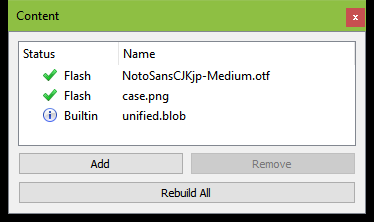 Content
x
Status Name
Flash NotoSansCJKjp-Medium.otf
Flash case.png
Builtin unified.blob
Add Remove
Rebuild All